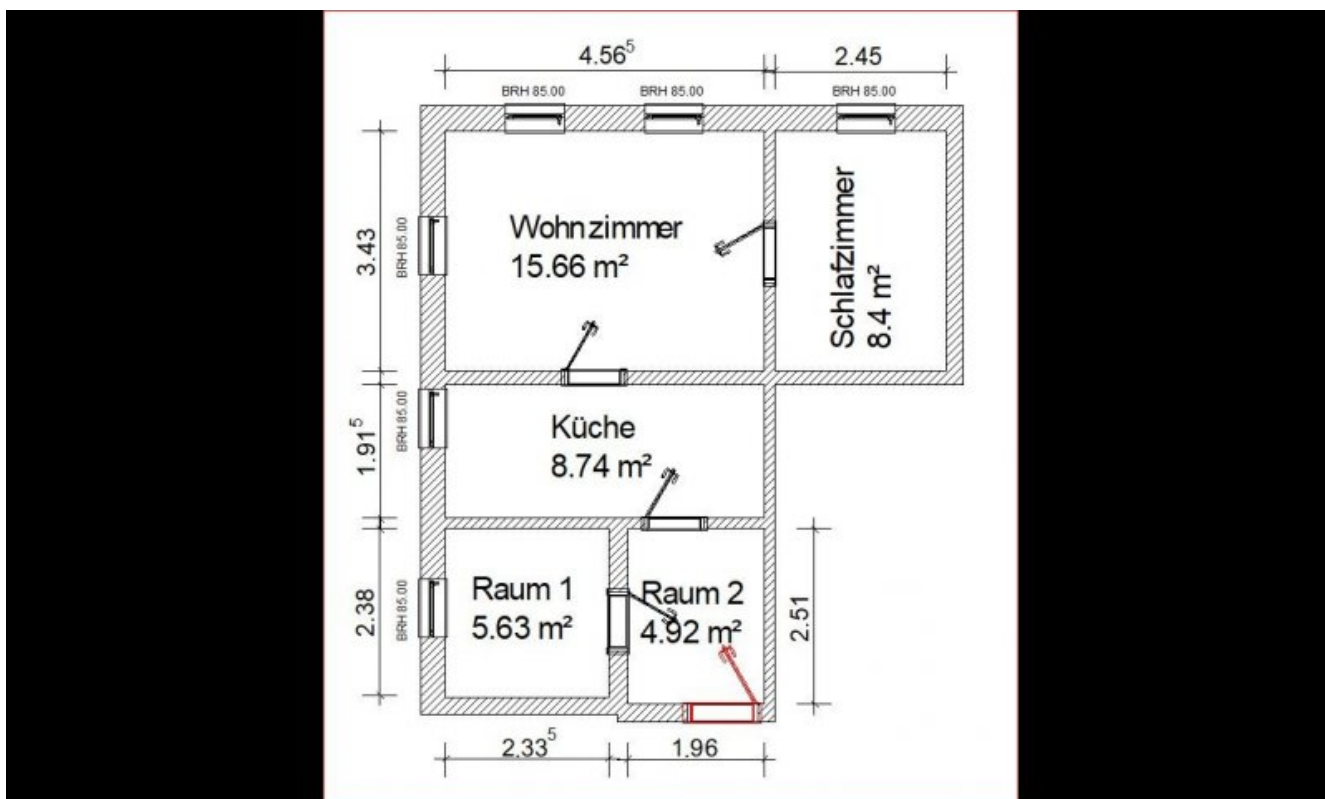 4.56⁵
2.45
BRH 85.00
BRH 85.00
BRH 85.00
3.43
BRH 85.00
Wohnzimmer
15.66 m²
Schlafzimmer
8.4 m²
1.91⁵
BRH 85.00
Küche
8.74 m²
2.38
BRH 85.00
Raum 1
5.63 m²
Raum 2
4.92 m²
2.51
2.33⁵
1.96